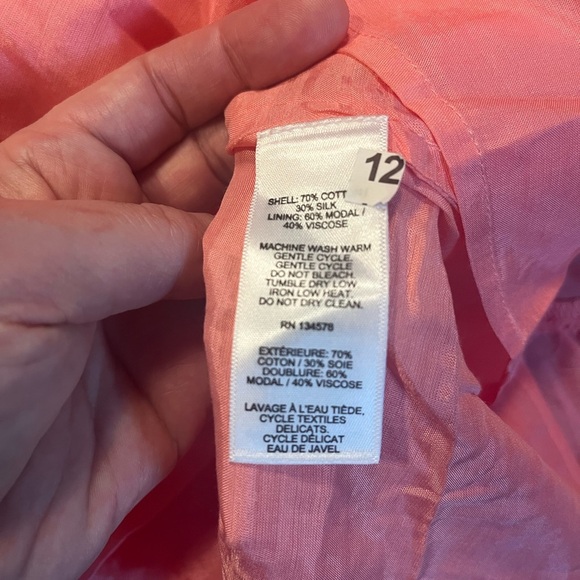 12
SHELL: 70% COTT
30% SILK
LINING: 60% MODAL /
40% VISCOSE
MACHINE WASH WARM
GENTLE CYCLE.
GENTLE CYCLE
DO NOT BLEACH.
TUMBLE DRY LOW
IRON LOW HEAT.
DO NOT DRY CLEAN.
RN 134578
EXTÉRIEURE: 70%
COTON / 30% SOIE
DOUBLURE: 60%
MODAL / 40% VISCOSE
LAVAGE À L'EAU TIÈDE,
CYCLE TEXTILES
DÉLICATS.
CYCLE DÉLICAT
EAU DE JAVEL